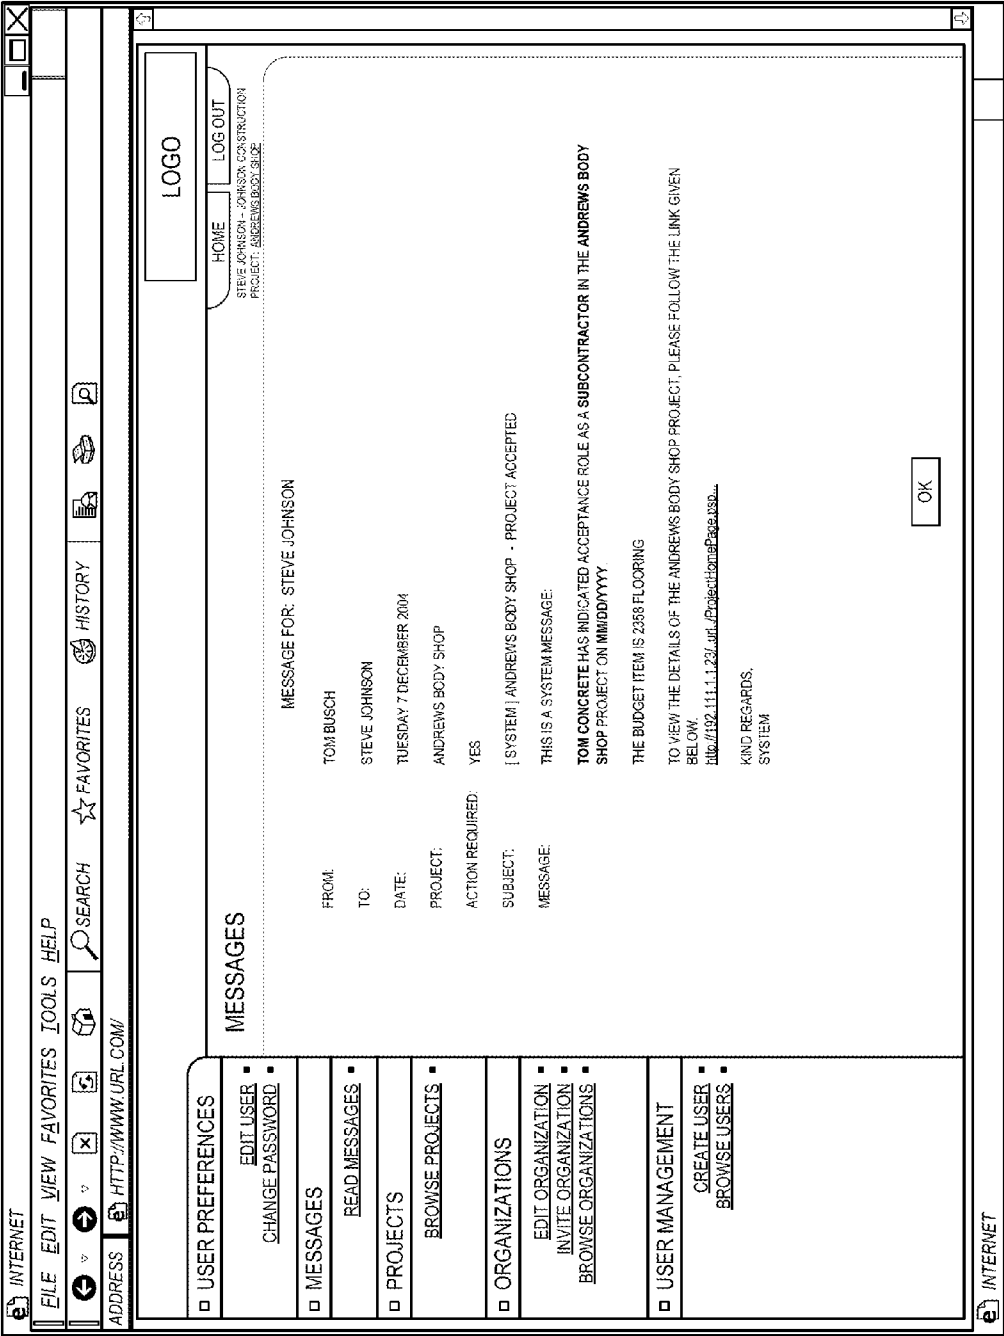 INTERNET
FILE EDIT VIEW FAVORITES TOOLS HELP
SEARCH FAVORITES HISTORY
ADDRESS HTTP://WWW.URL.COM/
LOGO
HOME LOG OUT
STEVE JOHNSON - JOHNSON CONSTRUCTION
PROJECT: ANDREWS BODY SHOP
USER PREFERENCES
EDIT USER
CHANGE PASSWORD
MESSAGES
READ MESSAGES
PROJECTS
BROWSE PROJECTS
ORGANIZATIONS
EDIT ORGANIZATION
INVITE ORGANIZATION
BROWSE ORGANIZATIONS
USER MANAGEMENT
CREATE USER
BROWSE USERS
MESSAGES
MESSAGE FOR: STEVE JOHNSON
FROM: TOM BUSCH
TO: STEVE JOHNSON
DATE: TUESDAY 7 DECEMBER 2004
PROJECT: ANDREWS BODY SHOP
ACTION REQUIRED: YES
SUBJECT: [ SYSTEM ] ANDREWS BODY SHOP - PROJECT ACCEPTED
MESSAGE: THIS IS A SYSTEM MESSAGE:
TOM CONCRETE HAS INDICATED ACCEPTANCE ROLE AS A SUBCONTRACTOR IN THE ANDREWS BODY
SHOP PROJECT ON MM/DD/YYYY.
THE BUDGET ITEM IS 2358 FLOORING
TO VIEW THE DETAILS OF THE ANDREWS BODY SHOP PROJECT, PLEASE FOLLOW THE LINK GIVEN
BELOW.
http://192.111.1.1.23/..url../ProjectHomePage.psp...
KIND REGARDS,
SYSTEM
OK
INTERNET